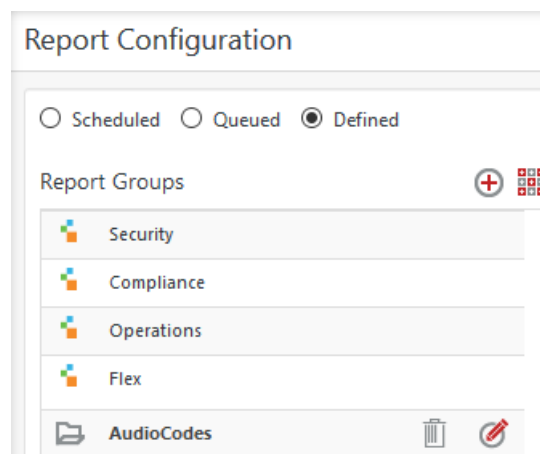 Report Configuration
Scheduled Queued Defined
Report Groups
Security
Compliance
Operations
Flex
AudioCodes